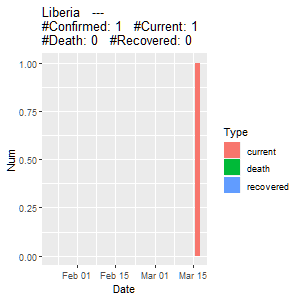 Liberia   ---
#Confirmed: 1   #Current: 1
#Death: 0   #Recovered: 0
1.00
0.75
0.50
0.25
0.00
Num
Feb 01   Feb 15   Mar 01   Mar 15
Date
Type
current
death
recovered